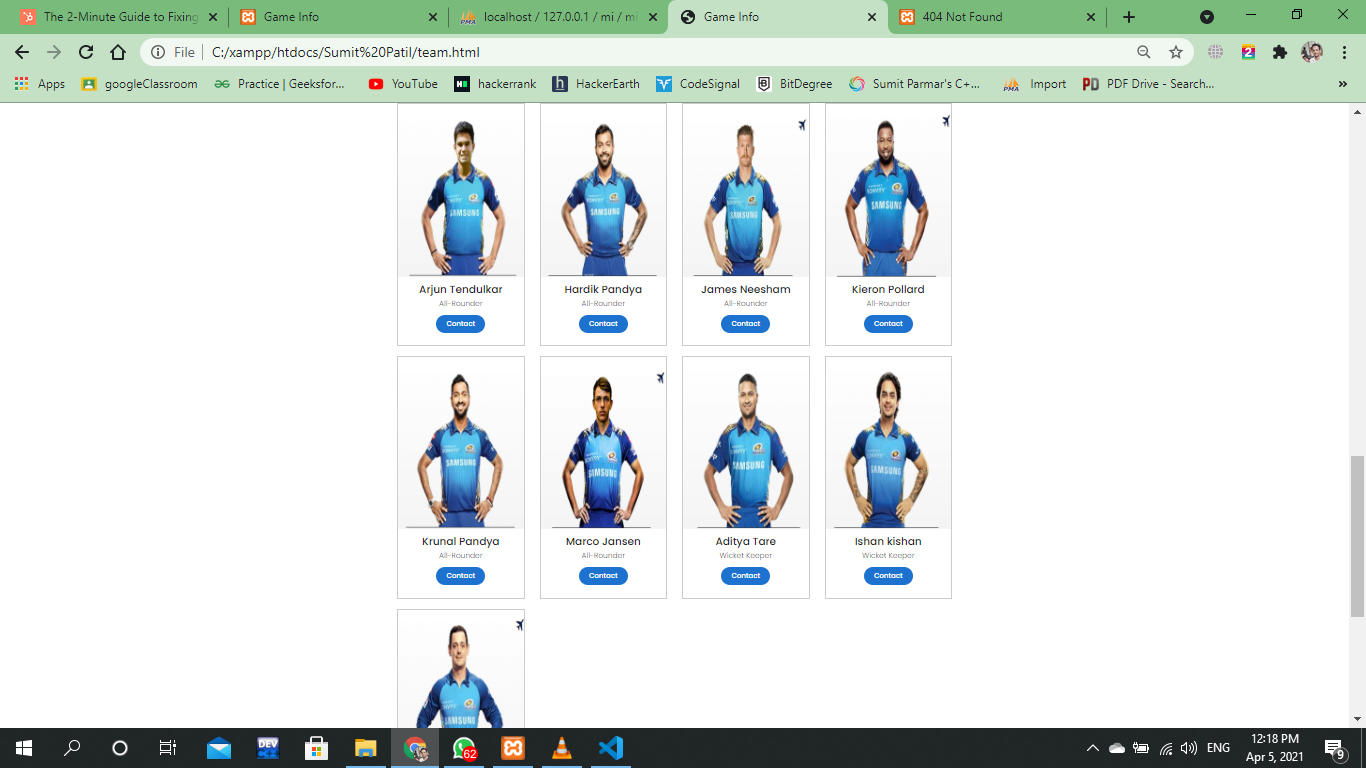 The 2-Minute Guide to Fixing
Game Info
localhost / 127.0.0.1 / mi / mi
Game Info
404 Not Found
File
C:/xampp/htdocs/Sumit%20Patil/team.html
Apps
googleClassroom
Practice | Geeksfor...
YouTube
hackerrank
HackerEarth
CodeSignal
BitDegree
Sumit Parmar's C+...
Import
PDF Drive - Search...
SAMSUNG
SAMSUNG
SAMSUNG
SAMSUNG
Arjun Tendulkar
Hardik Pandya
James Neesham
Kieron Pollard
All-Rounder
All-Rounder
All-Rounder
All-Rounder
Contact
Contact
Contact
Contact
SAMSUNG
SAMSUNG
SAMSUNG
SAMSUNG
Krunal Pandya
Marco Jansen
Aditya Tare
Ishan kishan
All-Rounder
All-Rounder
Wicket Keeper
Wicket Keeper
Contact
Contact
Contact
Contact
SAMSUNG
DEV
62
ENG
12:18 PM
Apr 5, 2021
9